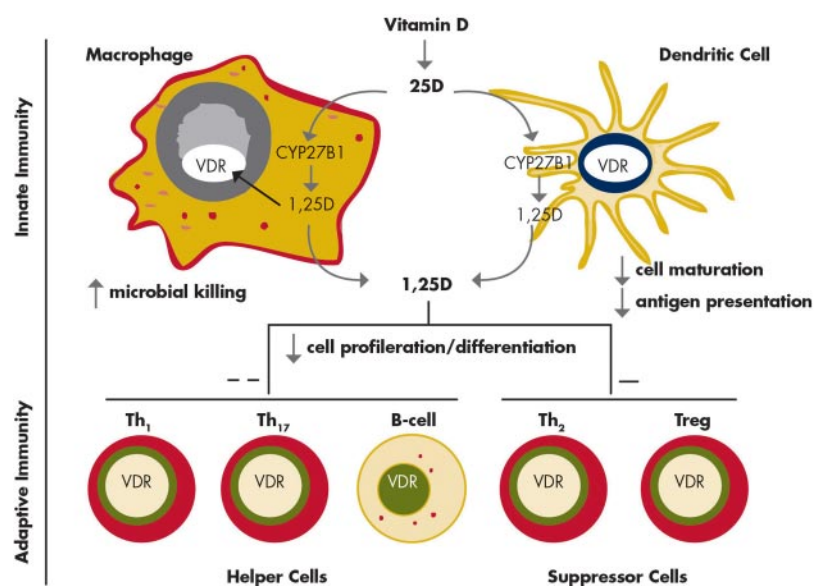 Vitamin D
Macrophage
Dendritic Cell
25D
CYP27B1
CYP27B1
VDR
VDR
1,25D
1,25D
Innate Immunity
↓ cell maturation
1,25D
↑ microbial killing
↓ antigen presentation
↓ cell profileration/differentiation
– –
—
Th1
Th17
B-cell
Th2
Treg
VDR
VDR
VDR
VDR
VDR
Adaptive Immunity
Helper Cells
Suppressor Cells